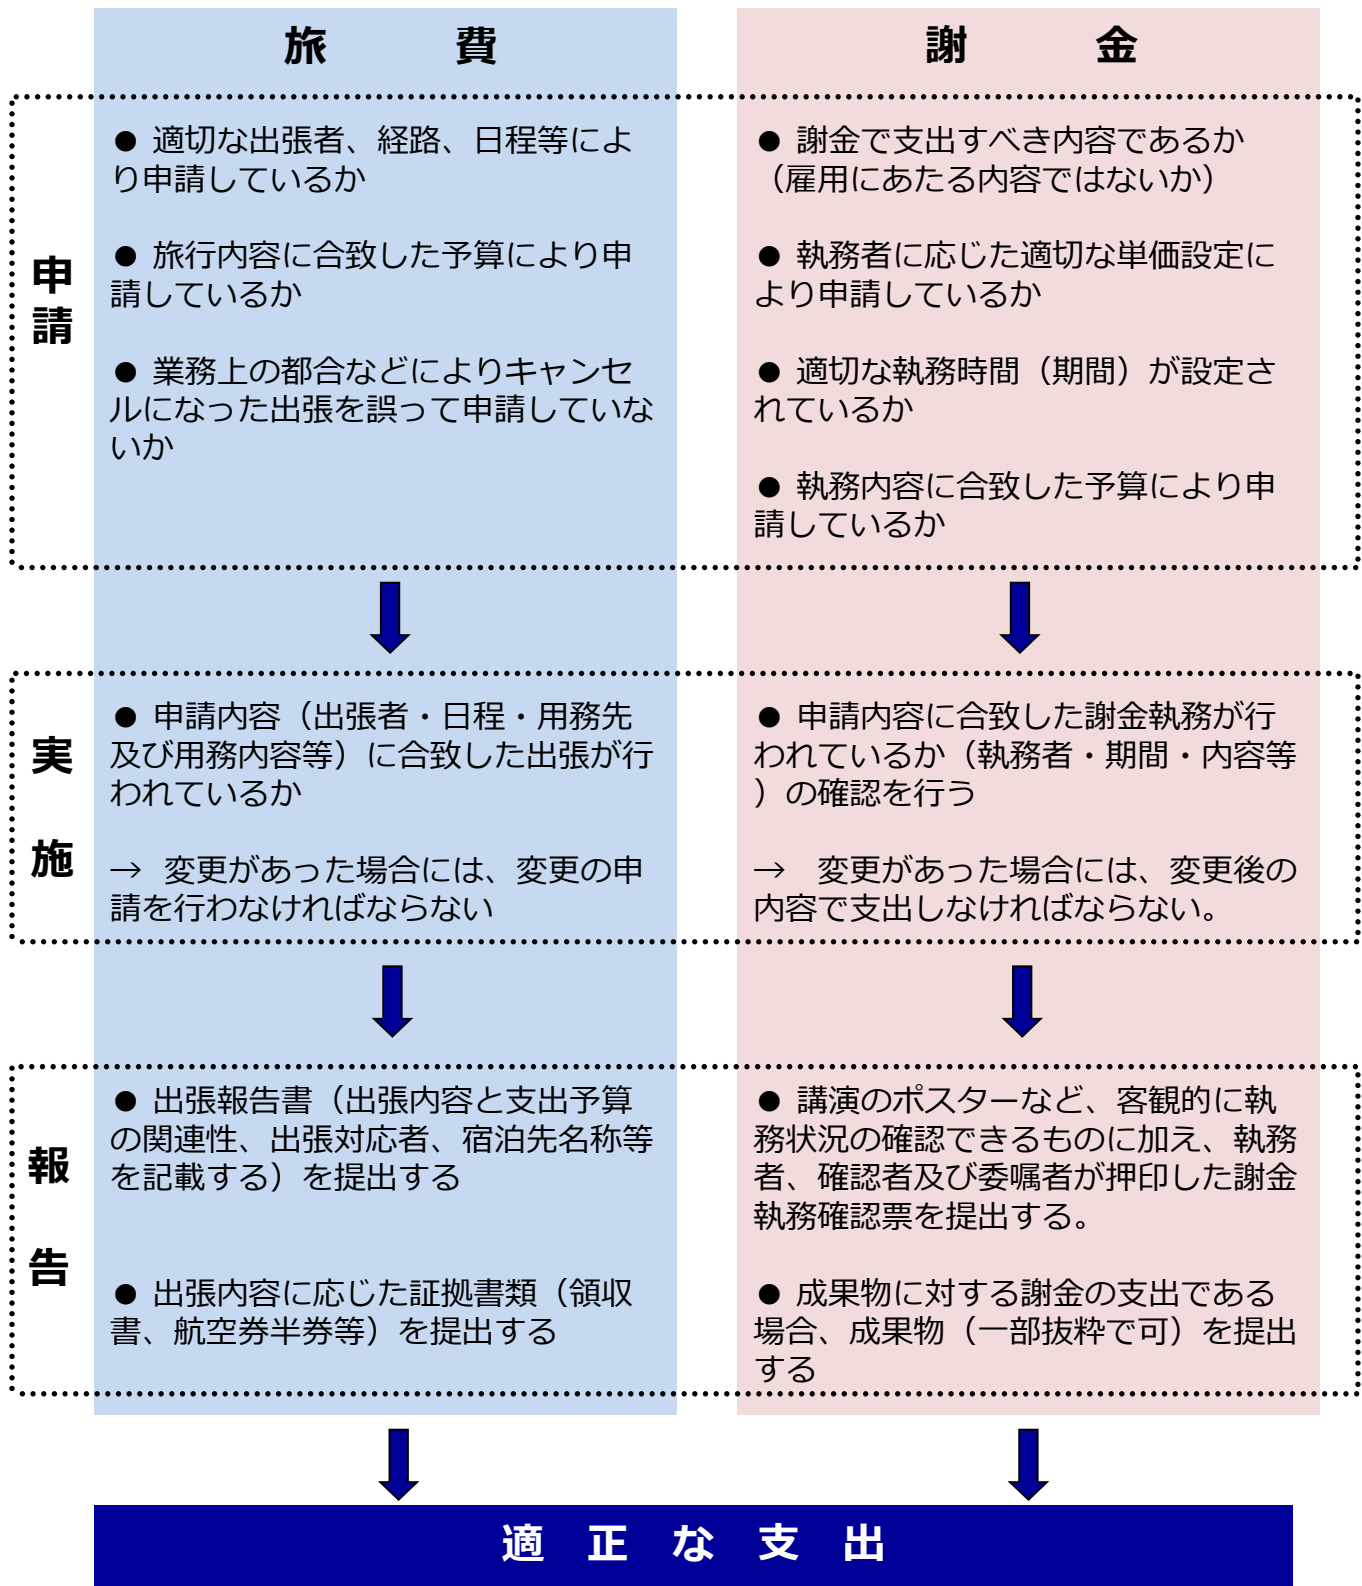 旅費
謝金
申請
● 適切な出張者、経路、日程等によ
り申請しているか
● 旅行内容に合致した予算により申
請しているか
● 業務上の都合などによりキャンセ
ルになった出張を誤って申請していな
いか
● 謝金で支出すべき内容であるか
（雇用にあたる内容ではないか）
● 執務者に応じた適切な単価設定に
より申請しているか
● 適切な執務時間（期間）が設定さ
れているか
● 執務内容に合致した予算により申
請しているか
実施
● 申請内容（出張者・日程・用務先
及び用務内容等）に合致した出張が行
われているか
→ 変更があった場合には、変更の申
請を行わなければならない
● 申請内容に合致した謝金執務が行
われているか（執務者・期間・内容等
）の確認を行う
→ 変更があった場合には、変更後の
内容で支出しなければならない。
報告
● 出張報告書（出張内容と支出予算
の関連性、出張対応者、宿泊先名称等
を記載する）を提出する
● 出張内容に応じた証拠書類（領収
書、航空券半券等）を提出する
● 講演のポスターなど、客観的に執
務状況の確認できるものに加え、執務
者、確認者及び委嘱者が押印した謝金
執務確認票を提出する。
● 成果物に対する謝金の支出である
場合、成果物（一部抜粋で可）を提出
する
適正な支出